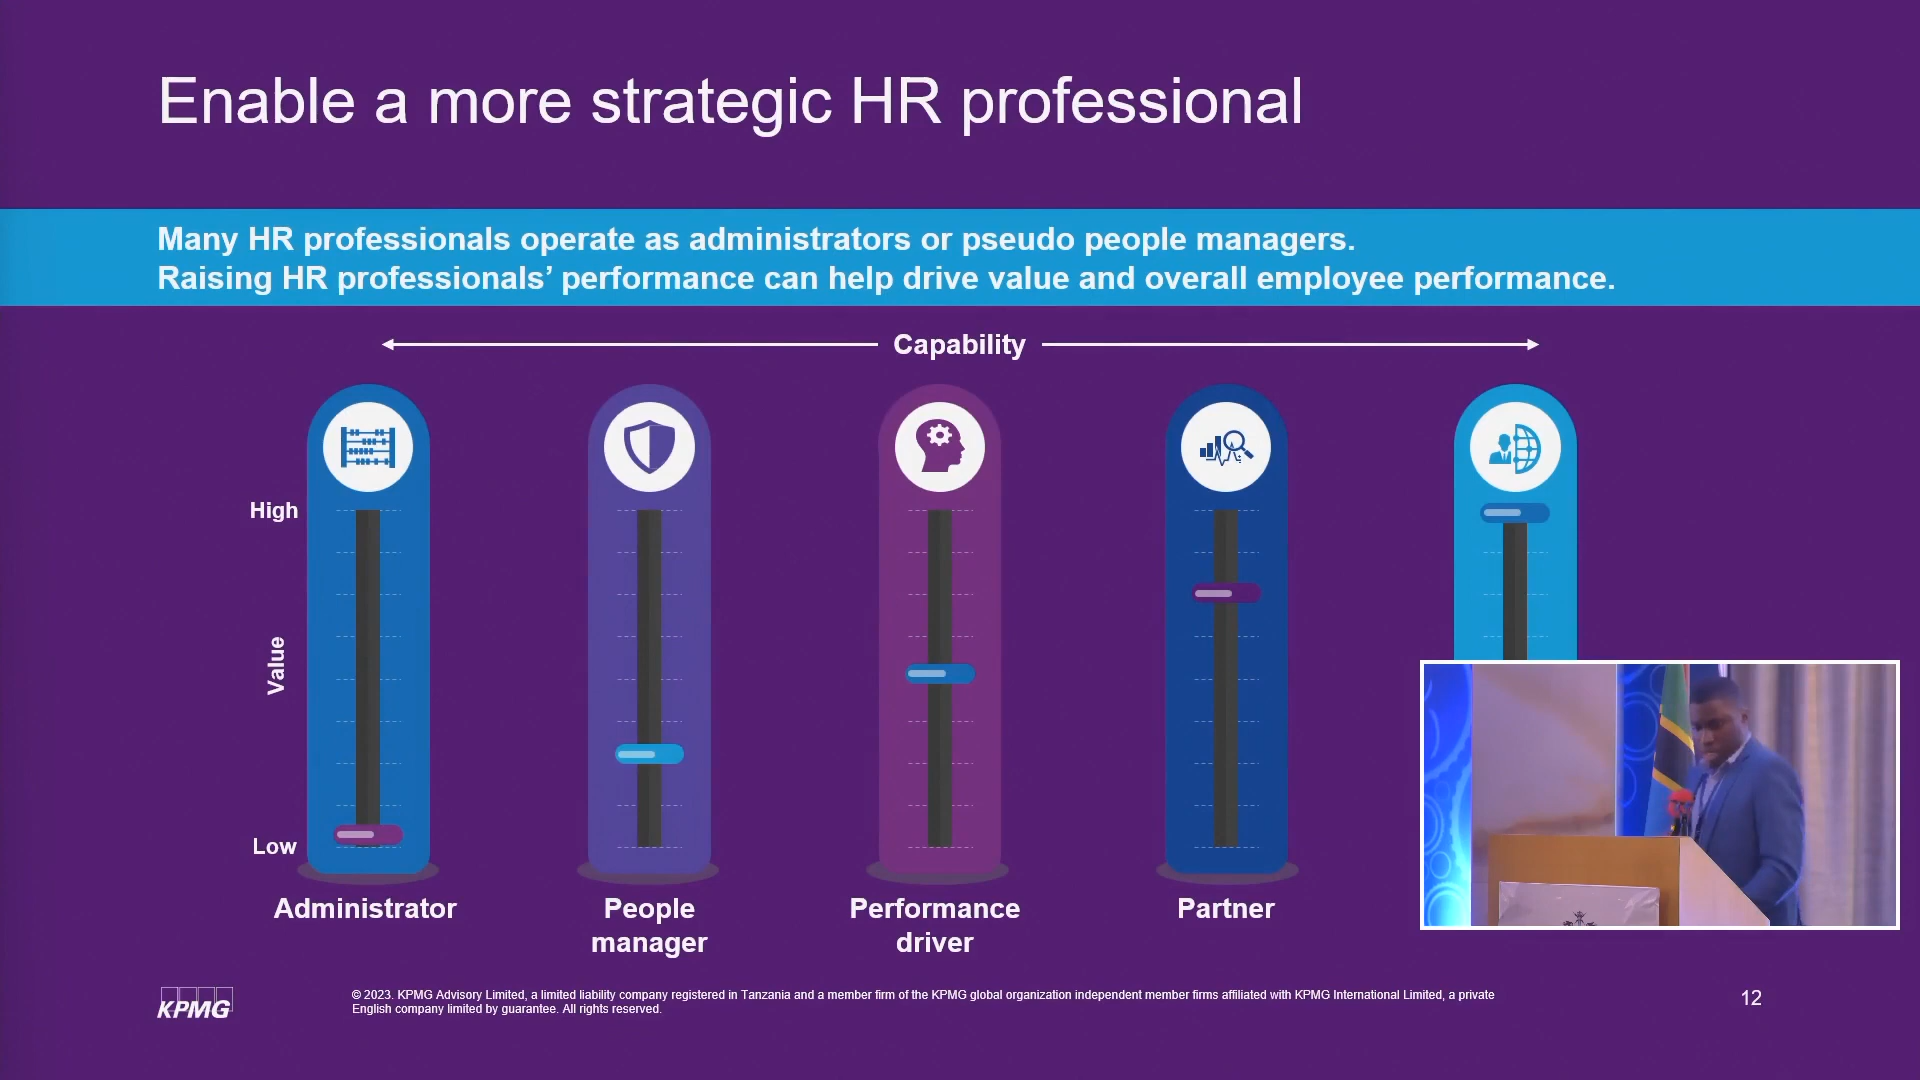 Enable a more strategic HR professional
Many HR professionals operate as administrators or pseudo people managers.
Raising HR professionals’ performance can help drive value and overall employee performance.
Capability
High
Value
Low
Administrator
People
manager
Performance
driver
Partner
KPMG
© 2023. KPMG Advisory Limited, a limited liability company registered in Tanzania and a member firm of the KPMG global organization independent member firms affiliated with KPMG International Limited, a private
English company limited by guarantee. All rights reserved.
12